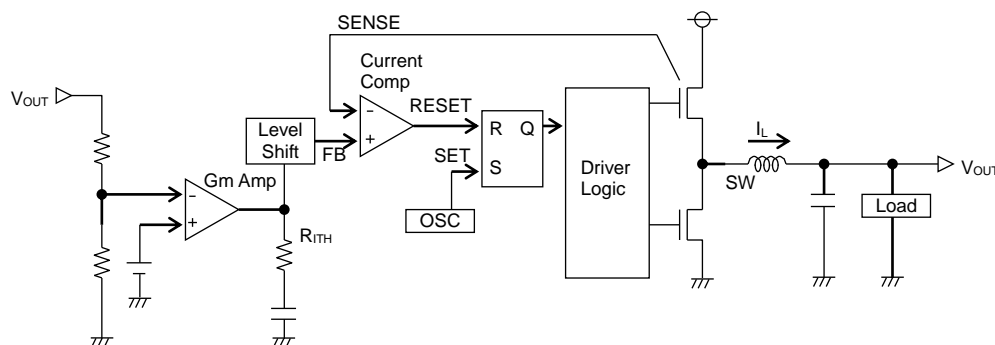 SENSE
Current
Comp
VOUT
RESET
Level
Shift
R Q
FB
SET
S
IL
-
+
Gm Amp
-
+
Driver
Logic
SW
VOUT
OSC
Load
RITH